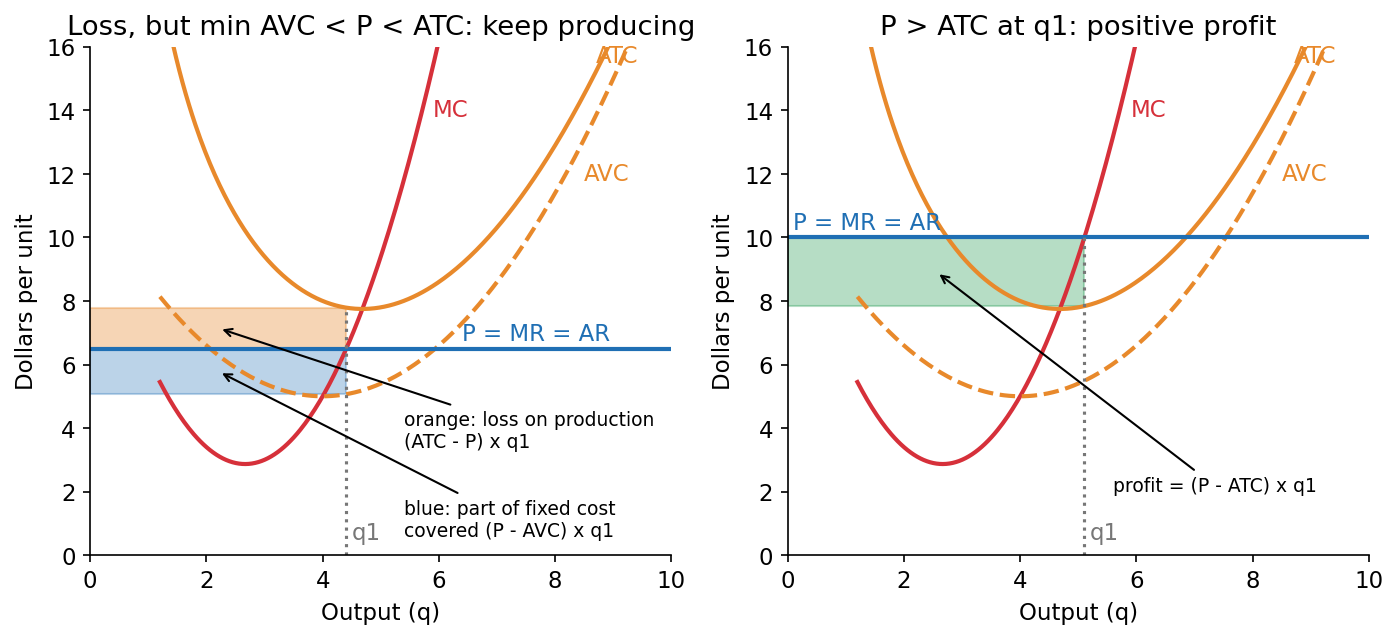 Loss, but min AVC < P < ATC: keep producing
16
14
12
10
8
6
4
2
0
Dollars per unit
ATC
MC
AVC
P = MR = AR
orange: loss on production
(ATC - P) x q1
blue: part of fixed cost
covered (P - AVC) x q1
q1
0
2
4
6
8
10
Output (q)
P > ATC at q1: positive profit
16
14
12
10
8
6
4
2
0
Dollars per unit
ATC
MC
AVC
P = MR = AR
profit = (P - ATC) x q1
q1
0
2
4
6
8
10
Output (q)